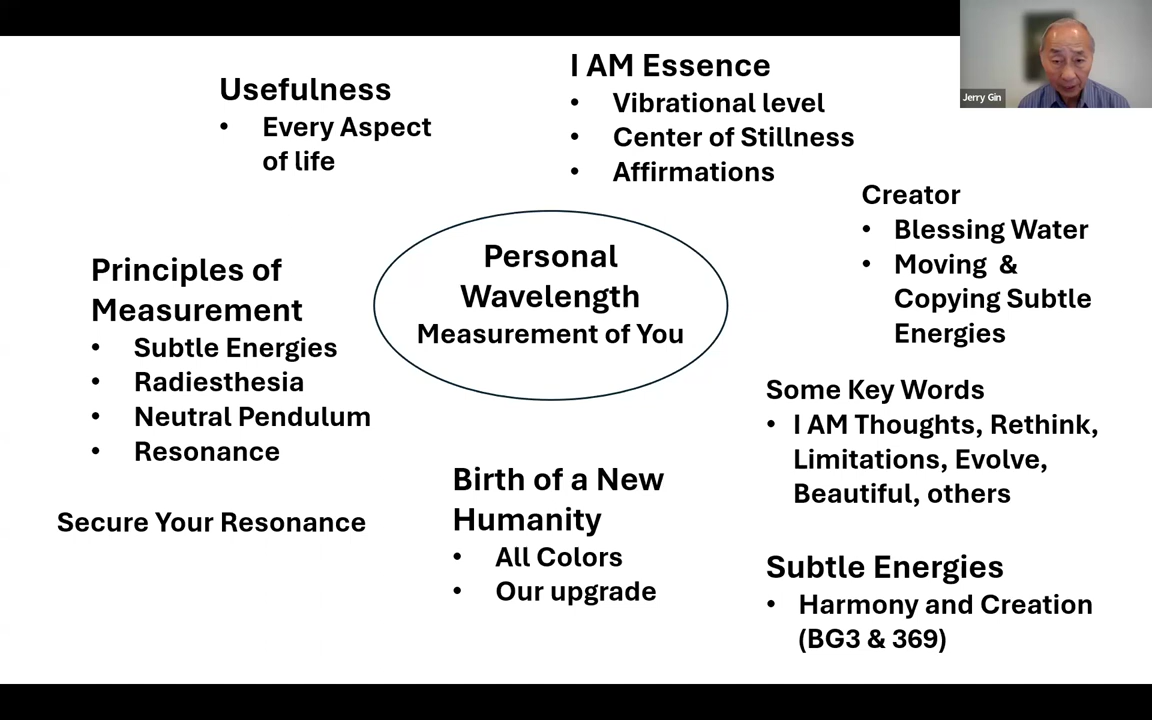 Usefulness
• Every Aspect
of life
I AM Essence
• Vibrational level
• Center of Stillness
• Affirmations
Jerry Gin
Creator
• Blessing Water
• Moving &
Copying Subtle
Energies
Personal
Wavelength
Measurement of You
Principles of
Measurement
• Subtle Energies
• Radiesthesia
• Neutral Pendulum
• Resonance
Some Key Words
• I AM Thoughts, Rethink,
Limitations, Evolve,
Beautiful, others
Secure Your Resonance
Birth of a New
Humanity
• All Colors
• Our upgrade
Subtle Energies
• Harmony and Creation
(BG3 & 369)